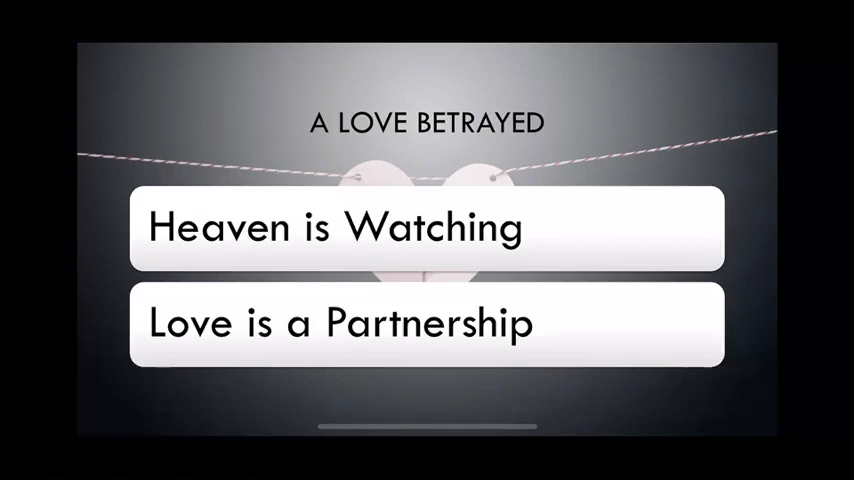 A LOVE BETRAYED
Heaven is Watching
Love is a Partnership